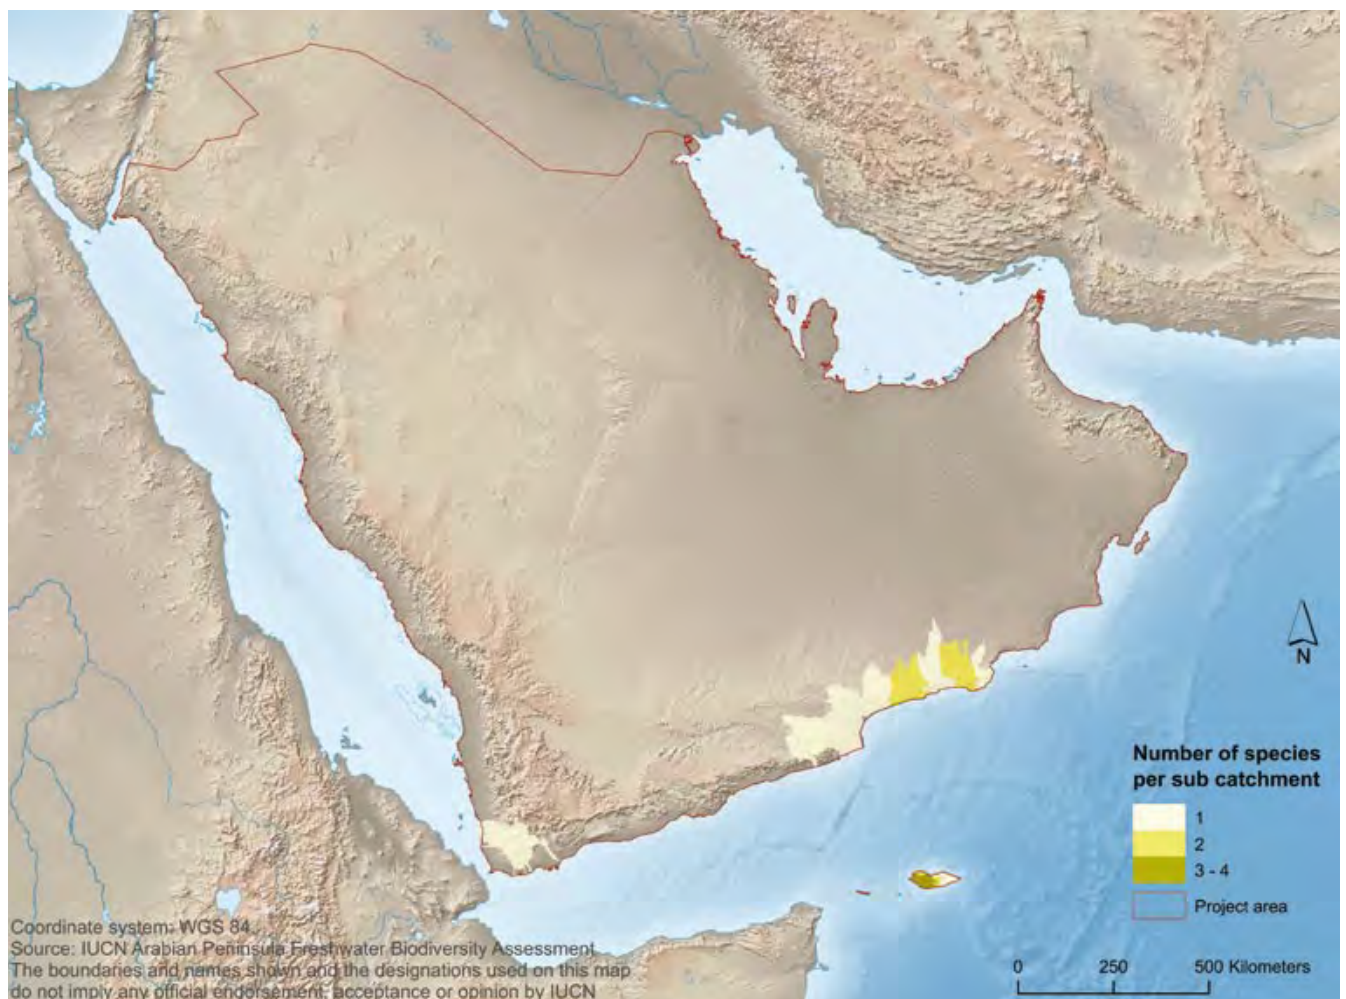 N
Number of species
per sub catchment
1
2
3 - 4
Project area
Coordinate system: WGS 84
Source: IUCN Arabian Peninsula Freshwater Biodiversity Assessment
The boundaries and names shown and the designations used on this map
do not imply any official endorsement, acceptance or opinion by IUCN
0 250 500 Kilometers